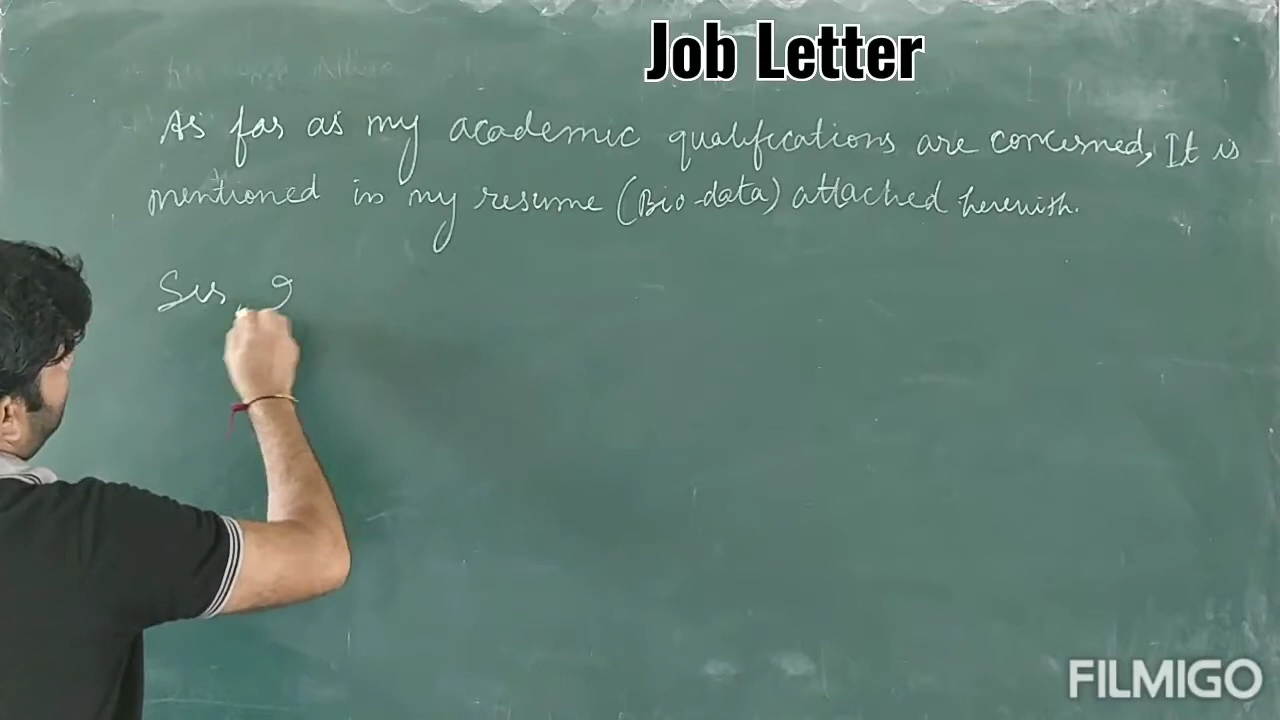 Job Letter
As far as my academic qualifications are concerned, It is
mentioned in my resume (Bio-data) attached herewith.
Sir, I
FILMIGO